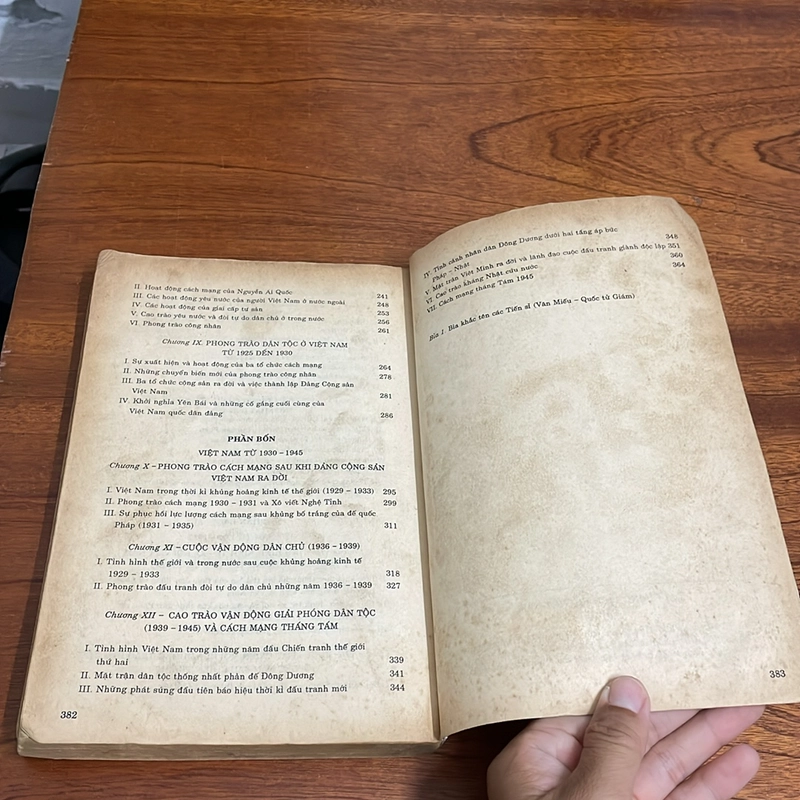 II. Hoạt động cách mạng của Nguyễn Ái Quốc 241
III. Các hoạt động yêu nước của người Việt Nam ở nước ngoài 248
IV. Các hoạt động của giai cấp tư sản 253
V. Cao trào yêu nước và đòi tự do dân chủ ở trong nước 256
VI. Phong trào công nhân 261
Chương IX. PHONG TRÀO DÂN TỘC Ở VIỆT NAM
TỪ 1925 ĐẾN 1930
I. Sự xuất hiện và hoạt động của ba tổ chức cách mạng 264
II. Những chuyển biến mới của phong trào công nhân 278
III. Ba tổ chức cộng sản ra đời và việc thành lập Đảng Cộng sản
Việt Nam 281
IV. Khởi nghĩa Yên Bái và những cố gắng cuối cùng của
Việt Nam quốc dân đảng 286
PHẦN BỐN
VIỆT NAM TỪ 1930 – 1945
Chương X – PHONG TRÀO CÁCH MẠNG SAU KHI ĐẢNG CỘNG SẢN
VIỆT NAM RA ĐỜI
I. Việt Nam trong thời kì khủng hoảng kinh tế thế giới (1929 – 1933) 295
II. Phong trào cách mạng 1930 – 1931 và Xô viết Nghệ Tĩnh 299
III. Sự phục hồi lực lượng cách mạng sau khủng bố trắng của đế quốc
Pháp (1931 – 1935) 311
Chương XI – CUỘC VẬN ĐỘNG DÂN CHỦ (1936 – 1939)
I. Tình hình thế giới và trong nước sau cuộc khủng hoảng kinh tế
1929 – 1933 318
II. Phong trào đấu tranh đòi tự do dân chủ những năm 1936 – 1939 327
Chương XII – CAO TRÀO VẬN ĐỘNG GIẢI PHÓNG DÂN TỘC
(1939 – 1945) VÀ CÁCH MẠNG THÁNG TÁM
I. Tình hình Việt Nam trong những năm đầu Chiến tranh thế giới
thứ hai 339
II. Mặt trận dân tộc thống nhất phản đế Đông Dương 341
III. Những phát súng đầu tiên báo hiệu thời kì đấu tranh mới 344
382
IV. Tình cảnh nhân dân Đông Dương dưới hai tầng áp bức
Pháp – Nhật 348
V. Mặt trận Việt Minh ra đời và lãnh đạo cuộc đấu tranh giành độc lập 351
VI. Cao trào kháng Nhật cứu nước 360
VII. Cách mạng tháng Tám 1945 364
Bìa 1 Bia khắc tên các Tiến sĩ (Văn Miếu – Quốc tử Giám)
383